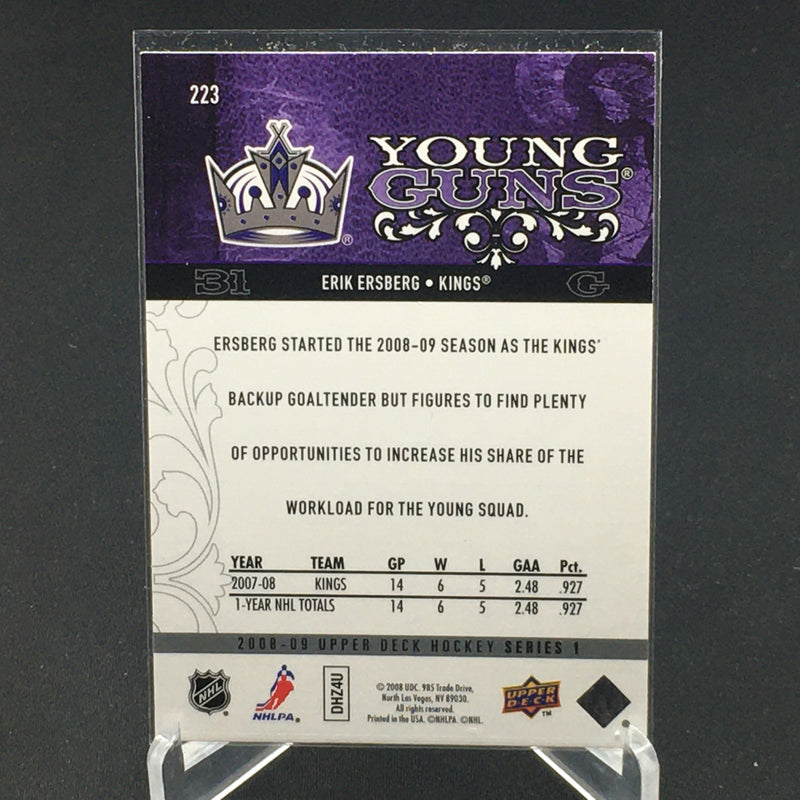 223
YOUNG
GUNS®
31 ERIK ERSBERG • KINGS® G
ERSBERG STARTED THE 2008-09 SEASON AS THE KINGS'
BACKUP GOALTENDER BUT FIGURES TO FIND PLENTY
OF OPPORTUNITIES TO INCREASE HIS SHARE OF THE
WORKLOAD FOR THE YOUNG SQUAD.
YEAR TEAM GP W L GAA Pct.
2007-08 KINGS 14 6 5 2.48 .927
1-YEAR NHL TOTALS 14 6 5 2.48 .927
2008-09 UPPER DECK HOCKEY SERIES 1
NHL
NHLPA®
DHZ4U
© 2008 UDC. 985 Trade Drive,
North Las Vegas, NV 89030.
All rights reserved.
Printed in the USA. ©NHLPA. ©NHL.
UPPER
DECK
TM